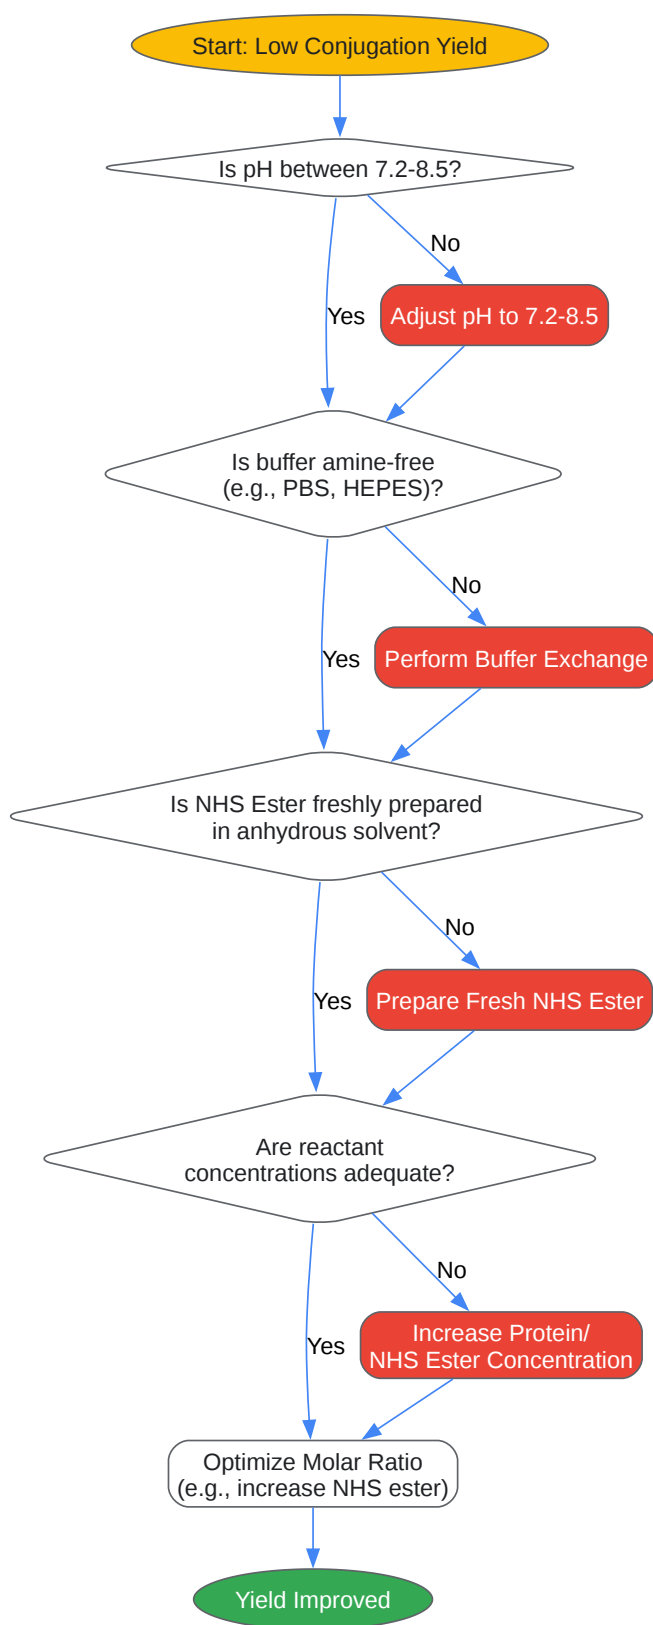 Start: Low Conjugation Yield
Is pH between 7.2-8.5?
No
Yes
Adjust pH to 7.2-8.5
Is buffer amine-free
(e.g., PBS, HEPES)?
No
Yes
Perform Buffer Exchange
Is NHS Ester freshly prepared
in anhydrous solvent?
No
Yes
Prepare Fresh NHS Ester
Are reactant
concentrations adequate?
No
Yes
Increase Protein/
NHS Ester Concentration
Optimize Molar Ratio
(e.g., increase NHS ester)
Yield Improved